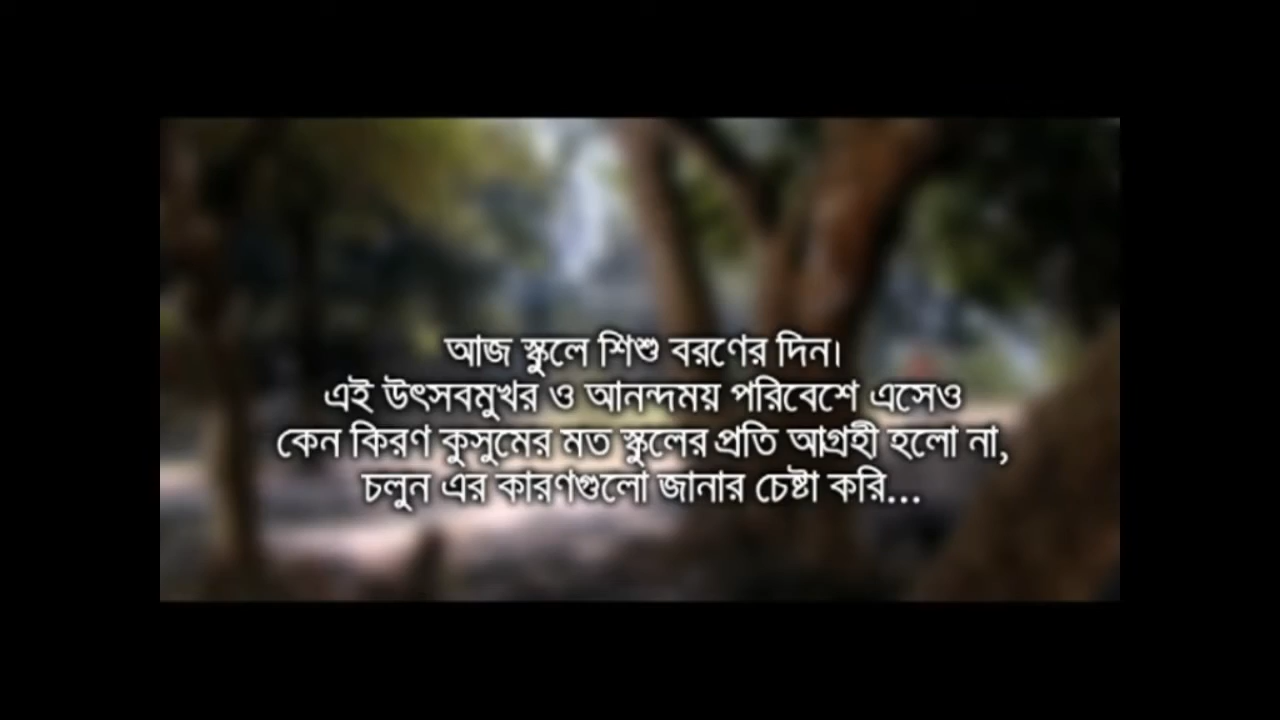 আজ স্কুলে শিশু বরণের দিন।
এই উৎসবমুখর ও আনন্দময় পরিবেশে এসেও
কেন কিরণ কুসুমের মত স্কুলের প্রতি আগ্রহী হলো না,
চলুন এর কারণগুলো জানার চেষ্টা করি...